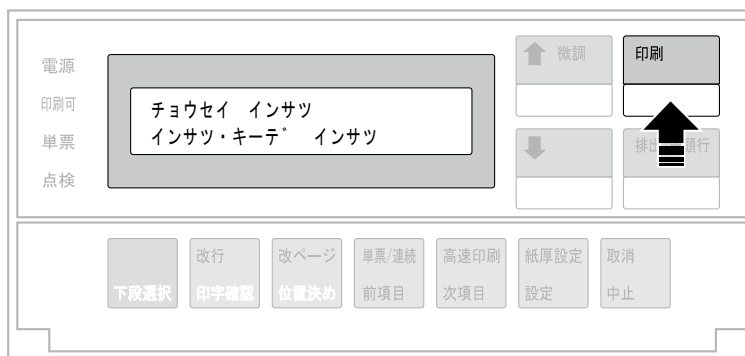 電源
印刷可
単票
点検
チョウセイ インサツ
インサツ・キーデ インサツ
微調
印刷
排出 頭行
下段選択
改行
印字確認
改ページ
位置決め
単票/連続
前項目
高速印刷
次項目
紙厚設定
設定
取消
中止